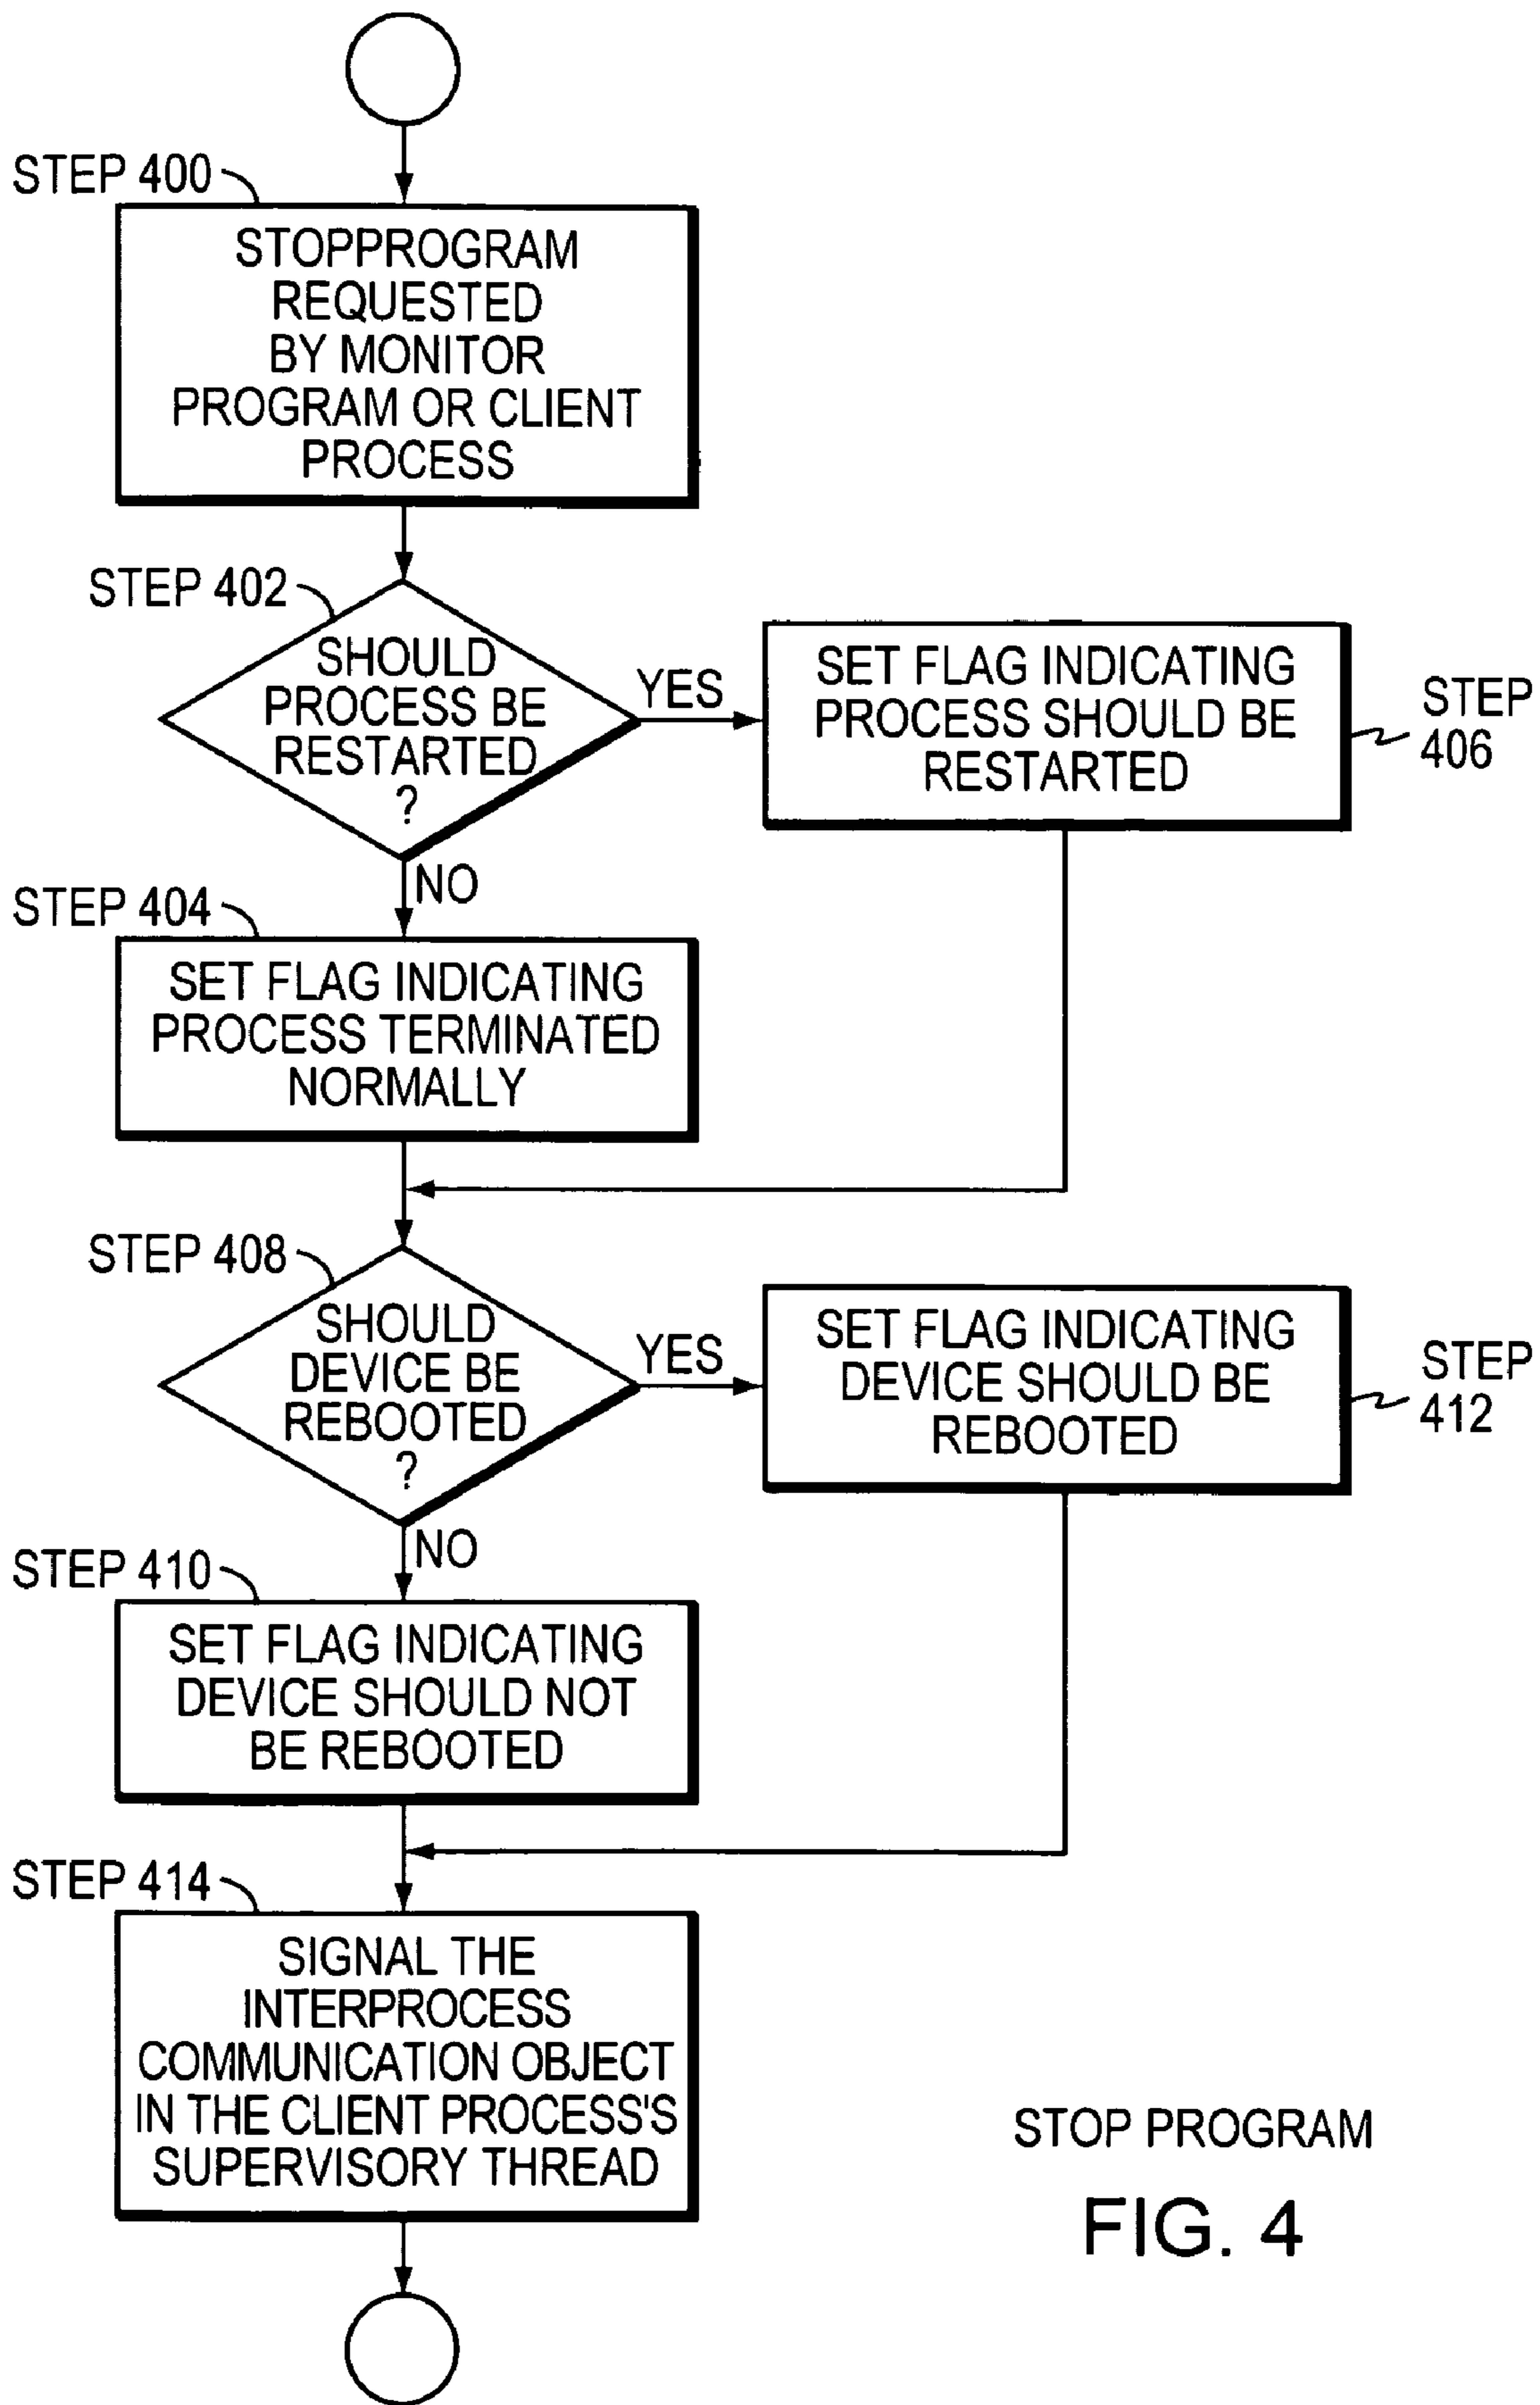 STEP 400
STOPPROGRAM
REQUESTED
BY MONITOR
PROGRAM OR CLIENT
PROCESS
STEP 402
SHOULD
PROCESS BE
RESTARTED
?
YES
SET FLAG INDICATING
PROCESS SHOULD BE
RESTARTED
STEP
406
NO
STEP 404
SET FLAG INDICATING
PROCESS TERMINATED
NORMALLY
STEP 408
SHOULD
DEVICE BE
REBOOTED
?
YES
SET FLAG INDICATING
DEVICE SHOULD BE
REBOOTED
STEP
412
NO
STEP 410
SET FLAG INDICATING
DEVICE SHOULD NOT
BE REBOOTED
STEP 414
SIGNAL THE
INTERPROCESS
COMMUNICATION OBJECT
IN THE CLIENT PROCESS'S
SUPERVISORY THREAD
STOP PROGRAM
FIG. 4